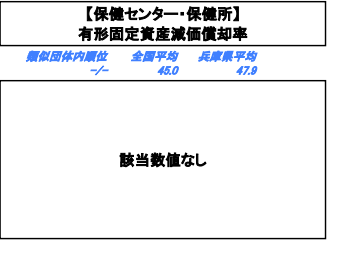 【保健センター・保健所】
有形固定資産減価償却率
類似団体内順位 全国平均 兵庫県平均
-/- 45.0 47.9
該当数値なし